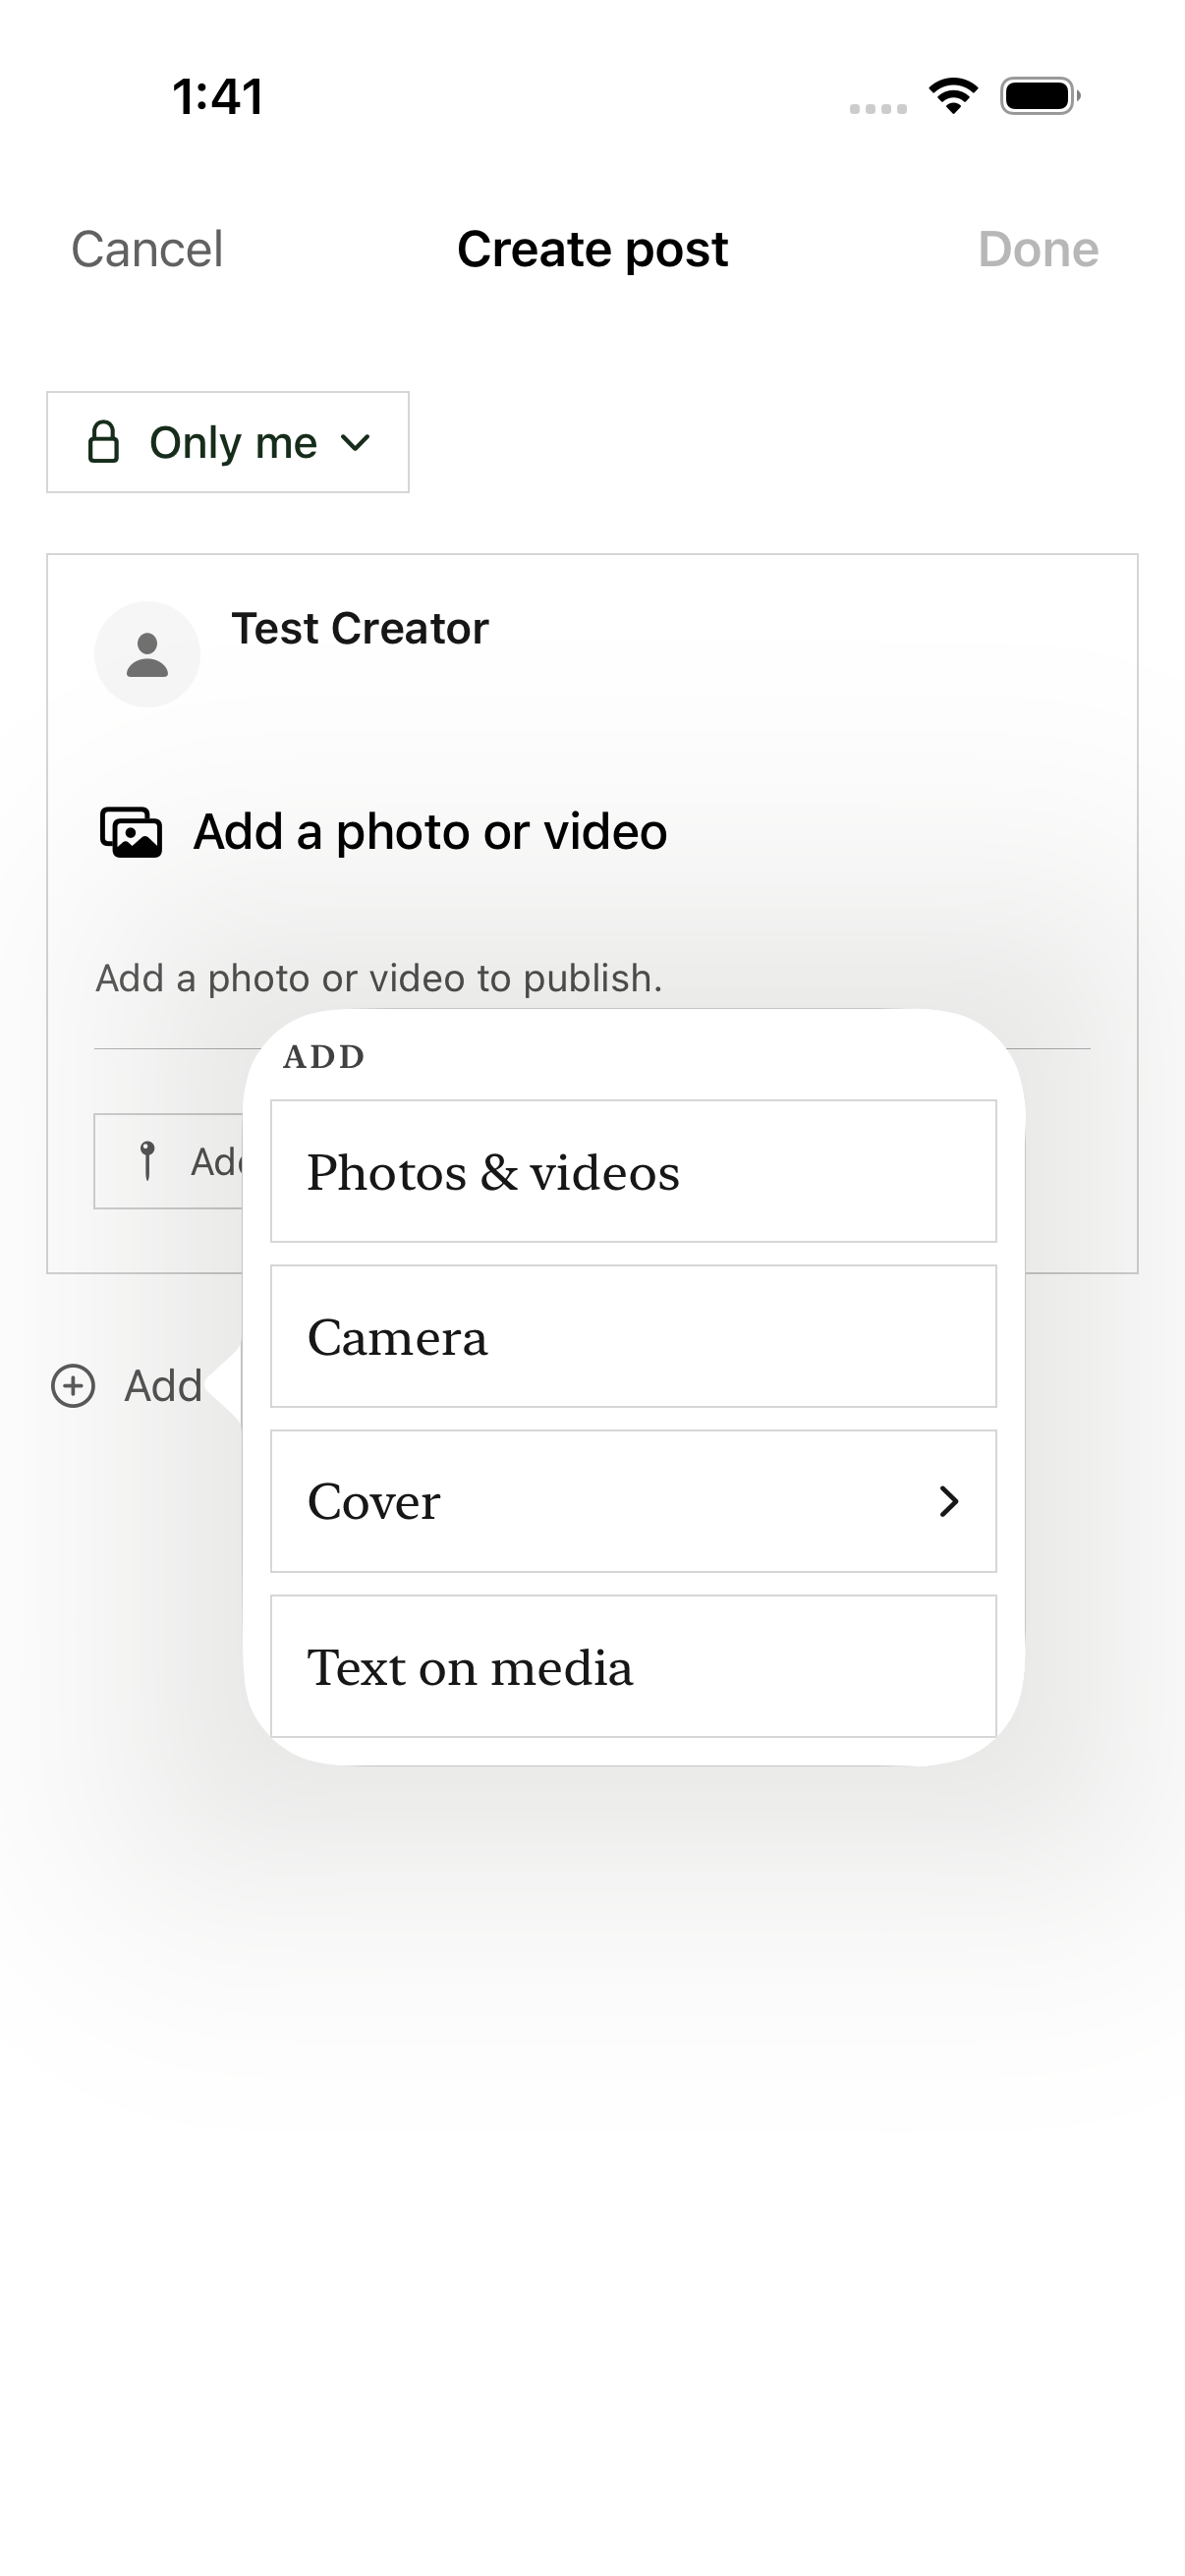 1:41
Cancel
Create post
Done
Only me
Test Creator
Add a photo or video
Add a photo or video to publish.
ADD
Photos & videos
Camera
Add
Cover
Text on media